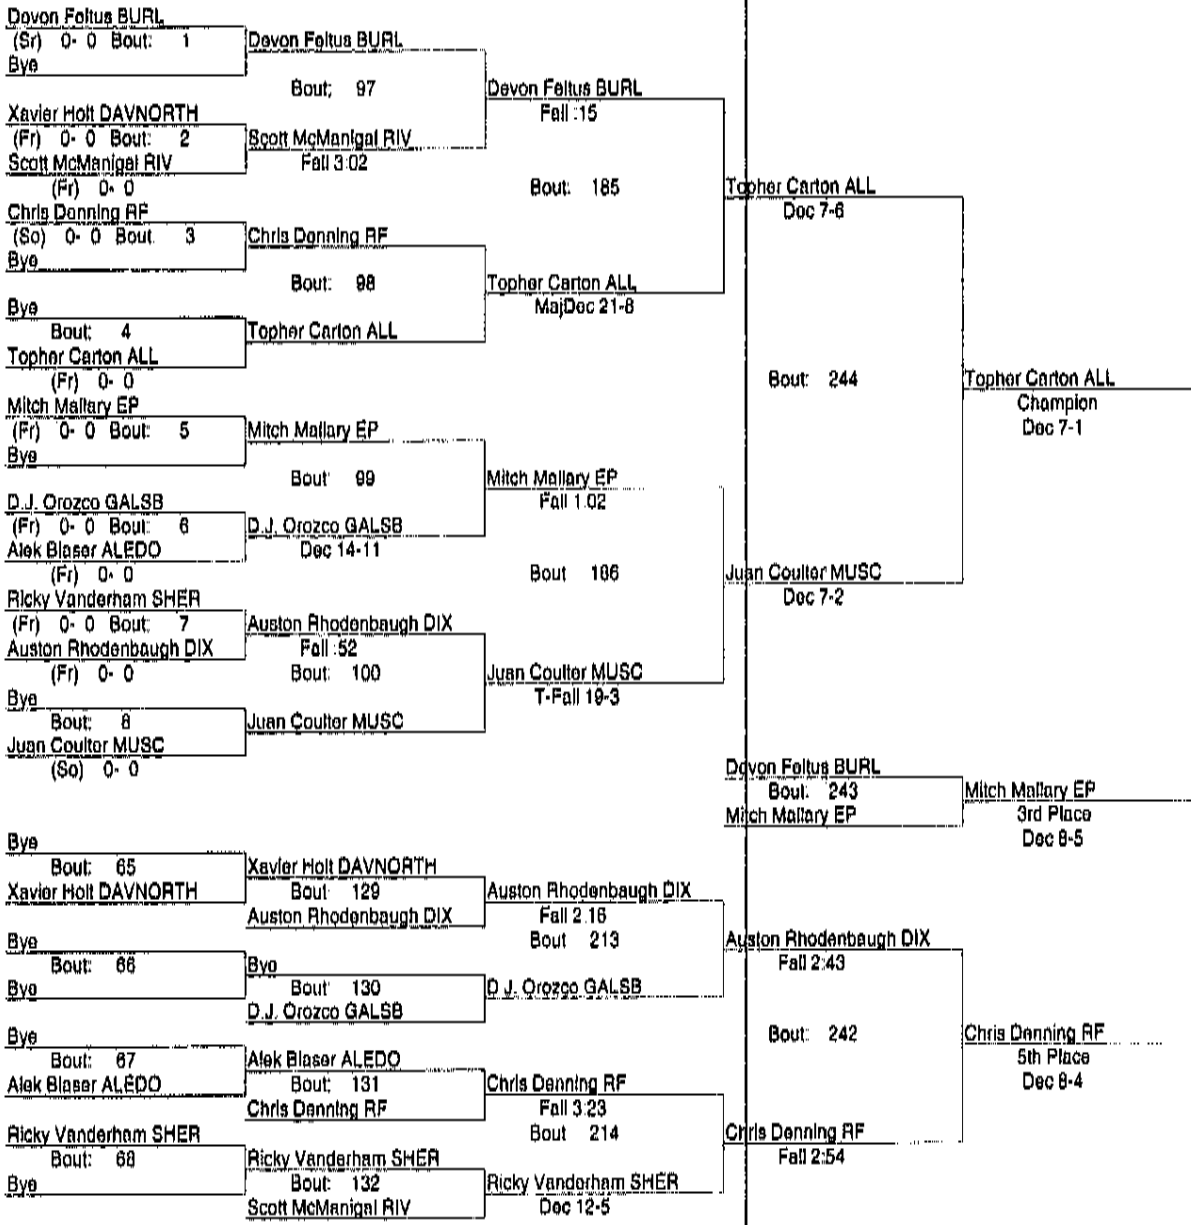 Devon Feltus BURL
(Sr) 0- 0 Bout: 1
Bye
Devon Feltus BURL
Bout: 97
Xavier Holt DAVNORTH
(Fr) 0- 0 Bout: 2
Scott McManigal RIV
(Fr) 0- 0
Scott McManigal RIV
Fall 3:02
Devon Feltus BURL
Fall :15
Bout: 185
Chris Denning RF
(So) 0- 0 Bout: 3
Bye
Chris Denning RF
Bout: 98
Bye
Bout: 4
Topher Carton ALL
(Fr) 0- 0
Topher Carton ALL
Topher Carton ALL
MajDec 21-8
Topher Carton ALL
Dec 7-6
Bout: 244
Mitch Mallary EP
(Fr) 0- 0 Bout: 5
Bye
Mitch Mallary EP
Bout: 99
D.J. Orozco GALSB
(Fr) 0- 0 Bout: 6
Alek Blaser ALEDO
(Fr) 0- 0
D.J. Orozco GALSB
Dec 14-11
Mitch Mallary EP
Fall 1:02
Bout 186
Ricky Vanderham SHER
(Fr) 0- 0 Bout: 7
Auston Rhodenbaugh DIX
(Fr) 0- 0
Auston Rhodenbaugh DIX
Fall :52
Bout: 100
Bye
Bout: 8
Juan Coulter MUSC
(So) 0- 0
Juan Coulter MUSC
Juan Coulter MUSC
T-Fall 19-3
Juan Coulter MUSC
Dec 7-2
Topher Carton ALL
Champion
Dec 7-1
Devon Feltus BURL
Bout: 243
Mitch Mallary EP
Mitch Mallary EP
3rd Place
Dec 8-5
Bye
Bout: 65
Xavier Holt DAVNORTH
Xavier Holt DAVNORTH
Bout 129
Auston Rhodenbaugh DIX
Auston Rhodenbaugh DIX
Fall 2:16
Bout 213
Bye
Bout: 66
Bye
Bye
Bout 130
D.J. Orozco GALSB
D J. Orozco GALSB
Auston Rhodenbaugh DIX
Fall 2:43
Bout: 242
Bye
Bout: 67
Alek Blaser ALEDO
Alek Blaser ALEDO
Bout: 131
Chris Denning RF
Chris Denning RF
Fall 3:23
Bout 214
Ricky Vanderham SHER
Bout: 68
Bye
Ricky Vanderham SHER
Bout: 132
Scott McManigal RIV
Ricky Vanderham SHER
Dec 12-5
Chris Denning RF
Fall 2:54
Chris Denning RF
5th Place
Dec 8-4